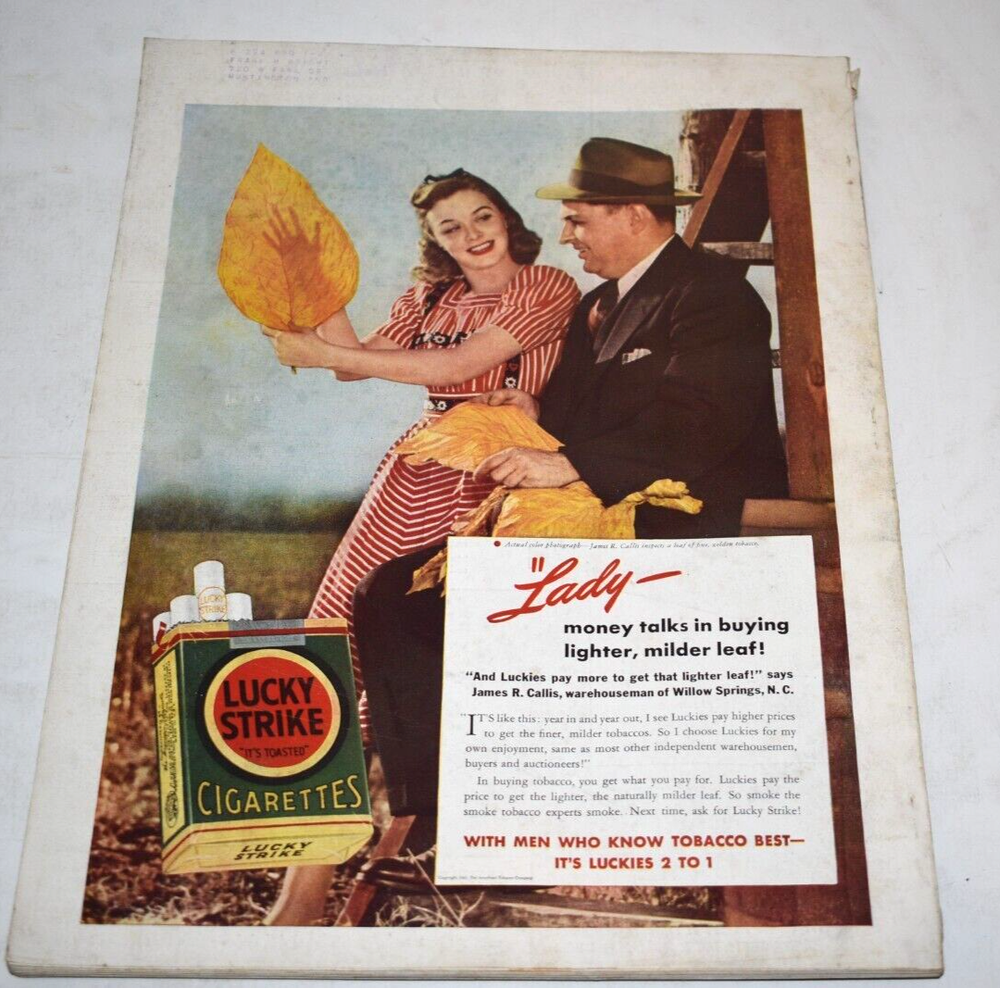 Actual color photograph—James R. Callis inspects a leaf of fine, golden tobacco.
"Lady—
money talks in buying
lighter, milder leaf!
"And Luckies pay more to get that lighter leaf!" says
James R. Callis, warehouseman of Willow Springs, N. C.
"IT'S like this: year in and year out, I see Luckies pay higher prices
to get the finer, milder tobaccos. So I choose Luckies for my
own enjoyment, same as most other independent warehousemen,
buyers and auctioneers!"
In buying tobacco, you get what you pay for. Luckies pay the
price to get the lighter, the naturally milder leaf. So smoke the
smoke tobacco experts smoke. Next time, ask for Lucky Strike!
WITH MEN WHO KNOW TOBACCO BEST—
IT'S LUCKIES 2 TO 1
LUCKY
STRIKE
LUCKY
STRIKE
"IT'S TOASTED"
CIGARETTES
LUCKY
STRIKE